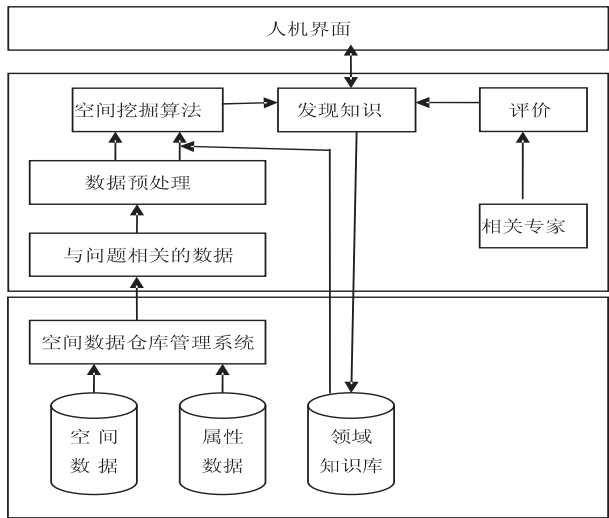 人机界面
空间挖掘算法
发现知识
评价
数据预处理
相关专家
与问题相关的数据
空间数据仓库管理系统
空 间
数 据
属性
数据
领域
知识库